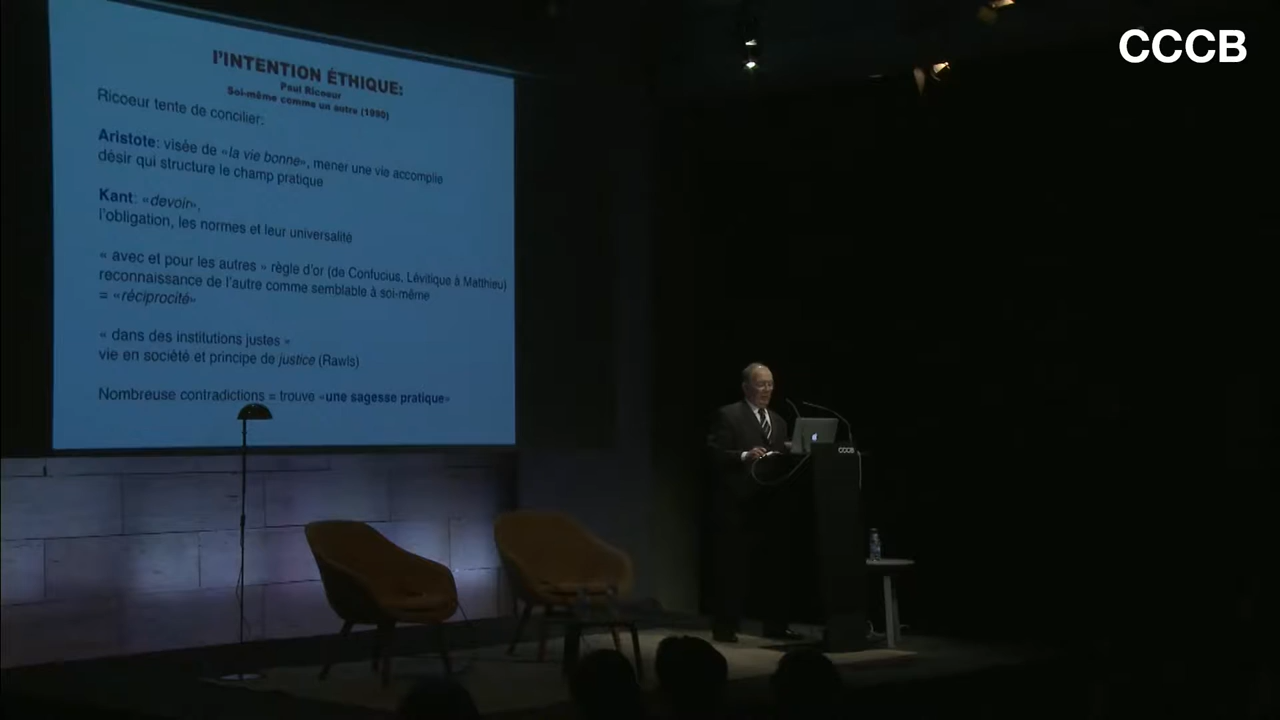 CCCB
l'INTENTION ÉTHIQUE:
Paul Ricoeur
Soi-même comme un autre (1990)
Ricoeur tente de concilier:
Aristote: visée de «la vie bonne», mener une vie accomplie
désir qui structure le champ pratique
Kant: «devoir»,
l'obligation, les normes et leur universalité
« avec et pour les autres » règle d'or (de Confucius, Lévitique à Matthieu)
reconnaissance de l'autre comme semblable à soi-même
= «réciprocité»
« dans des institutions justes »
vie en société et principe de justice (Rawls)
Nombreuse contradictions = trouve «une sagesse pratique»
CCCB